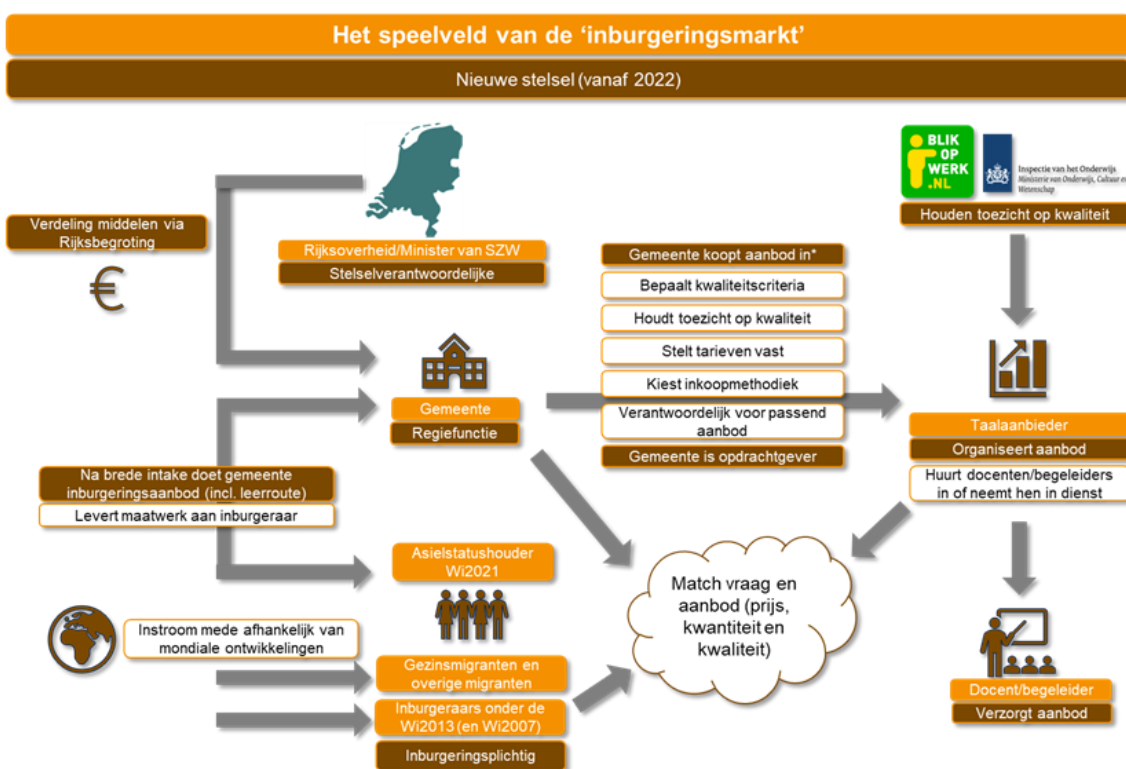 Het speelveld van de ‘inburgeringsmarkt’
Nieuwe stelsel (vanaf 2022)
BLIK
OP
WERK
.NL
Inspectie van het Onderwijs
Ministerie van Onderwijs, Cultuur en
Wetenschap
Houden toezicht op kwaliteit
Verdeling middelen via
Rijksbegroting
€
Rijksoverheid/Minister van SZW
Stelselverantwoordelijke
Gemeente koopt aanbod in*
Bepaalt kwaliteitscriteria
Houdt toezicht op kwaliteit
Stelt tarieven vast
Kiest inkoopmethodiek
Verantwoordelijk voor passend
aanbod
Gemeente is opdrachtgever
Gemeente
Regiefunctie
Taalaanbieder
Organiseert aanbod
Huurt docenten/begeleiders
in of neemt hen in dienst
Na brede intake doet gemeente
inburgeringsaanbod (incl. leerroute)
Levert maatwerk aan inburgeraar
Asielstatushouder
Wi2021
Match vraag en
aanbod (prijs,
kwantiteit en
kwaliteit)
Instroom mede afhankelijk van
mondiale ontwikkelingen
Gezinsmigranten en
overige migranten
Inburgeraars onder de
Wi2013 (en Wi2007)
Inburgeringsplichtig
Docent/begeleider
Verzorgt aanbod